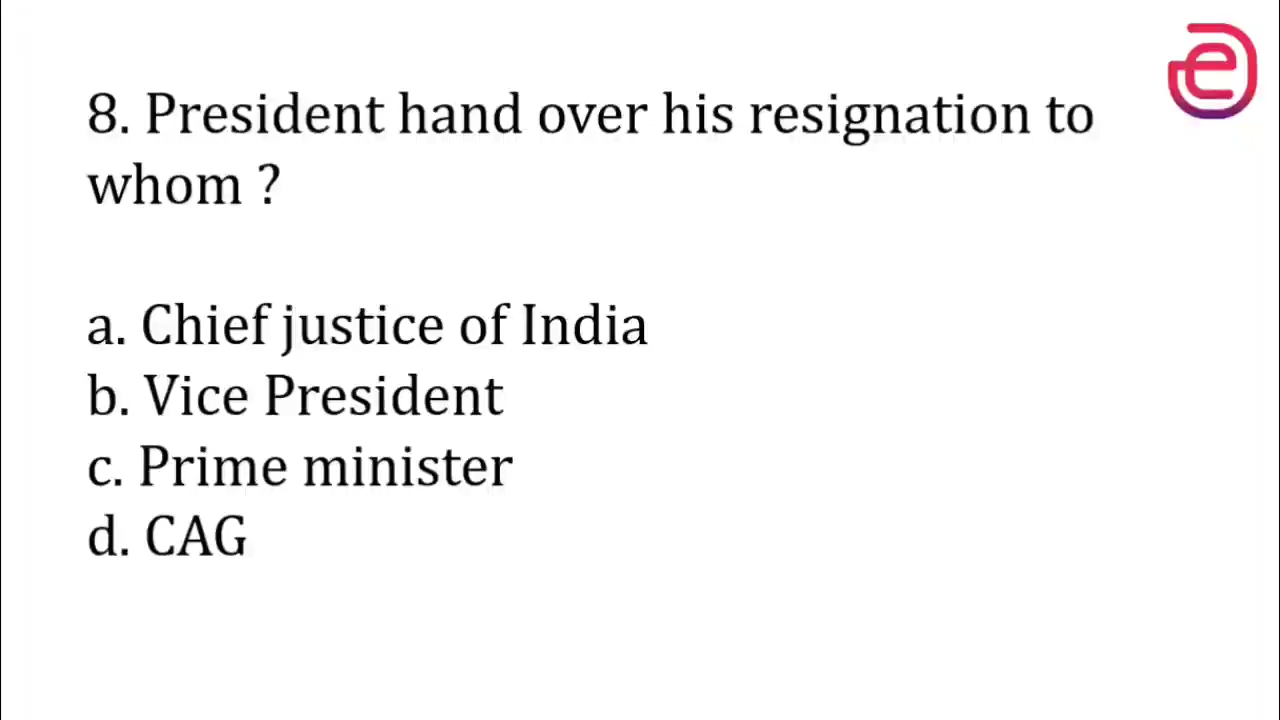 8. President hand over his resignation to
whom ?
a. Chief justice of India
b. Vice President
c. Prime minister
d. CAG